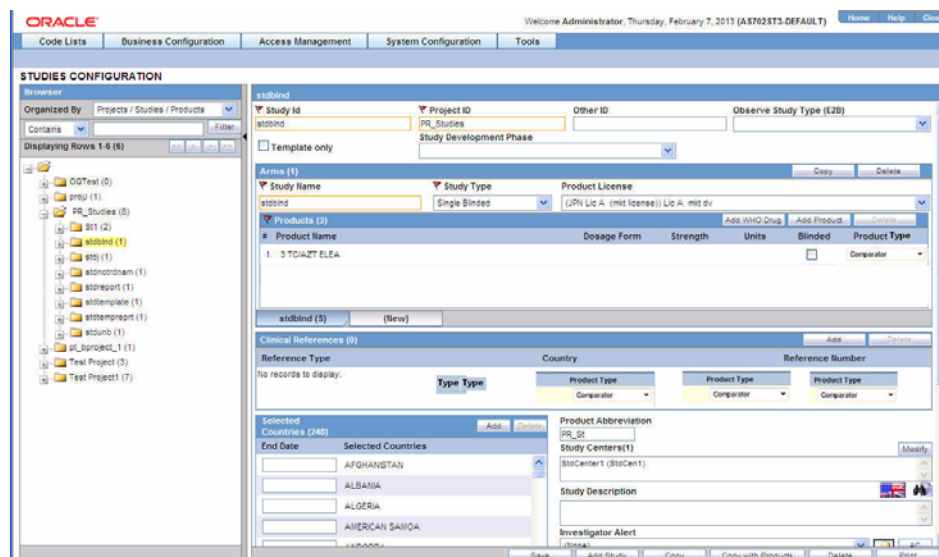 ORACLE
Welcome Administrator, Thursday, February 7, 2013 (AS702ST3-DEFAULT)
Home Help Clos
Code Lists Business Configuration Access Management System Configuration Tools
STUDIES CONFIGURATION
Browser
Organized By Projects / Studies / Products
Contains Filter
Displaying Rows 1-6 (6)
OQTest (0)
projJ (1)
PR_Studies (8)
St1 (2)
stdblnd (1)
stdj (1)
stdnotrdnam (1)
stdreport (1)
stdtemplate (1)
stdtempreprt (1)
stdunb (1)
pt_bproject_1 (1)
Test Project (3)
Test Project1 (7)
stdblnd
Study Id Project ID Other ID Observe Study Type (E2B)
stdblnd PR_Studies
Template only Study Development Phase
Arms (1) Copy Delete
Study Name Study Type Product License
stdblnd Single Blinded (JPN Lic A (mkt license)) Lic A mkt dv
Products (3) Add WHO Drug Add Product Delete
# Product Name Dosage Form Strength Units Blinded Product Type
1. 3 TC/AZT ELEA Comparator
stdblnd (S) (New)
Clinical References (0) Add Delete
Reference Type Country Reference Number
No records to display.
Type Type
Product Type Product Type Product Type
Comparator Comparator Comparator
Selected Countries (248) Add Delete
End Date Selected Countries
AFGHANISTAN
ALBANIA
ALGERIA
AMERICAN SAMOA
ANDORRA
Product Abbreviation
PR_St
Study Centers(1) Modify
StdCenter1 (StdCen1)
Study Description
Investigator Alert
(None) AC
Save Add Study Copy Copy with Products Delete Print